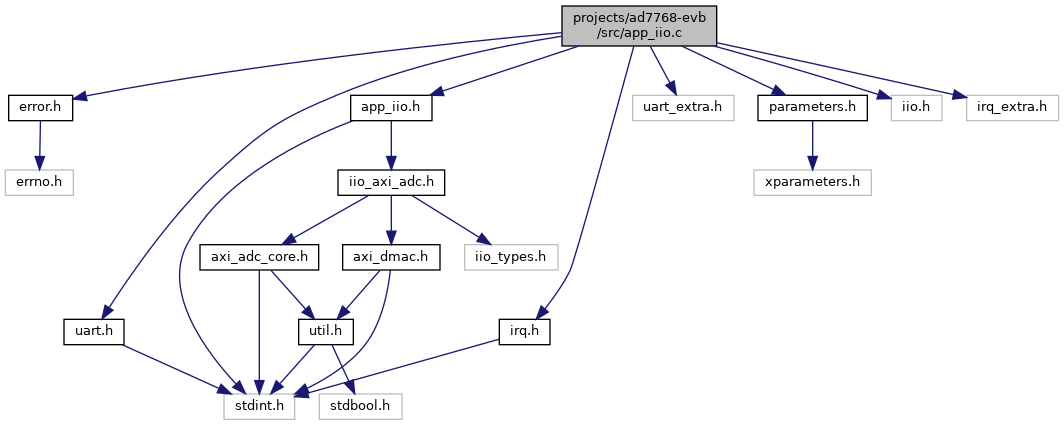 projects/ad7768-evb
/src/app_iio.c
error.h
app_iio.h
uart_extra.h
parameters.h
iio.h
irq_extra.h
errno.h
iio_axi_adc.h
xparameters.h
axi_adc_core.h
axi_dmac.h
iio_types.h
uart.h
util.h
irq.h
stdint.h
stdbool.h